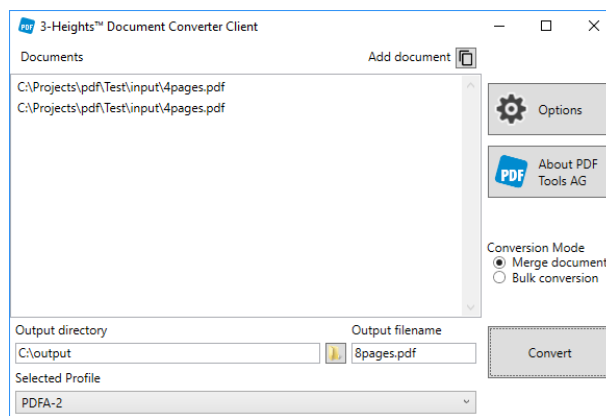 PDF 3-Heights™ Document Converter Client
Documents
Add document
C:\Projects\pdf\Test\input\4pages.pdf
C:\Projects\pdf\Test\input\4pages.pdf
Options
PDF About PDF
Tools AG
Conversion Mode
Merge document
Bulk conversion
Output directory
Output filename
C:\output
8pages.pdf
Convert
Selected Profile
PDFA-2